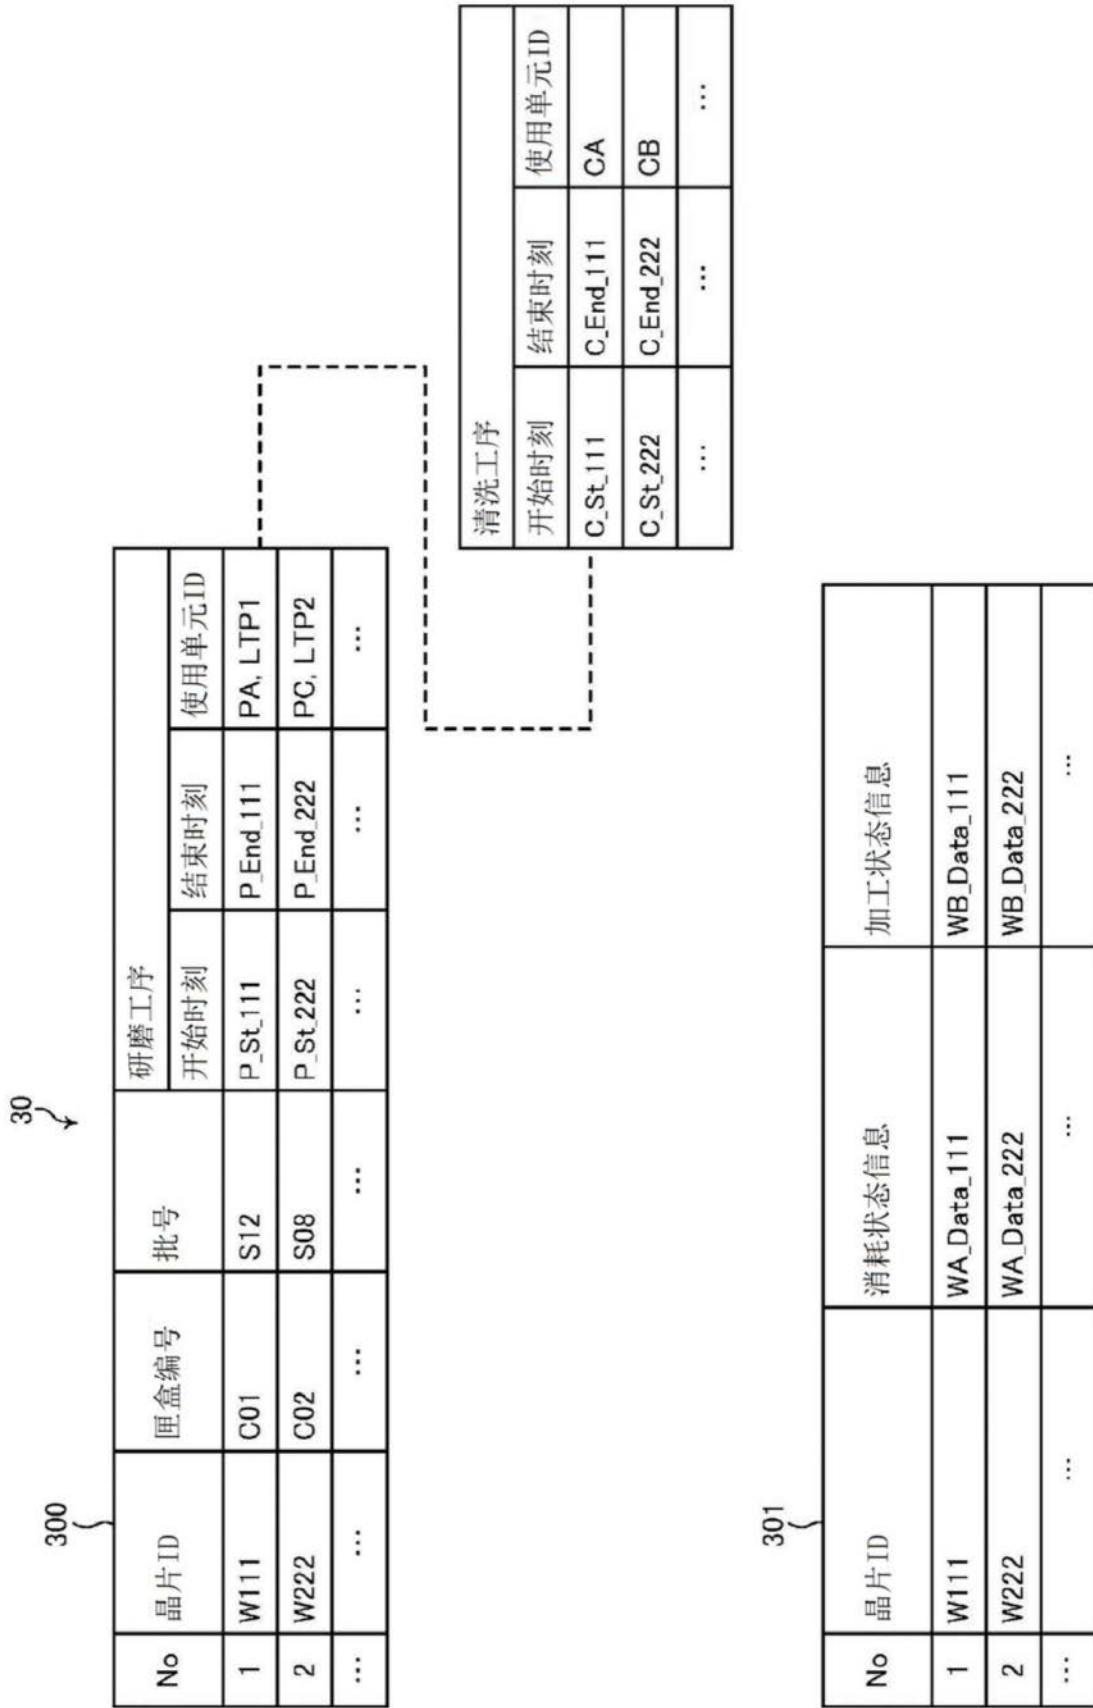 30
300
No 晶片ID 匣盒编号 批号 研磨工序
开始时刻 结束时刻 使用单元ID
1 W111 C01 S12 P_St_111 P_End_111 PA, LTP1
2 W222 C02 S08 P_St_222 P_End_222 PC, LTP2
… … … … … … …
清洗工序
开始时刻 结束时刻 使用单元ID
C_St_111 C_End_111 CA
C_St_222 C_End_222 CB
… … …
301
No 晶片ID 消耗状态信息 加工状态信息
1 W111 WA_Data_111 WB_Data_111
2 W222 WA_Data_222 WB_Data_222
… … … …